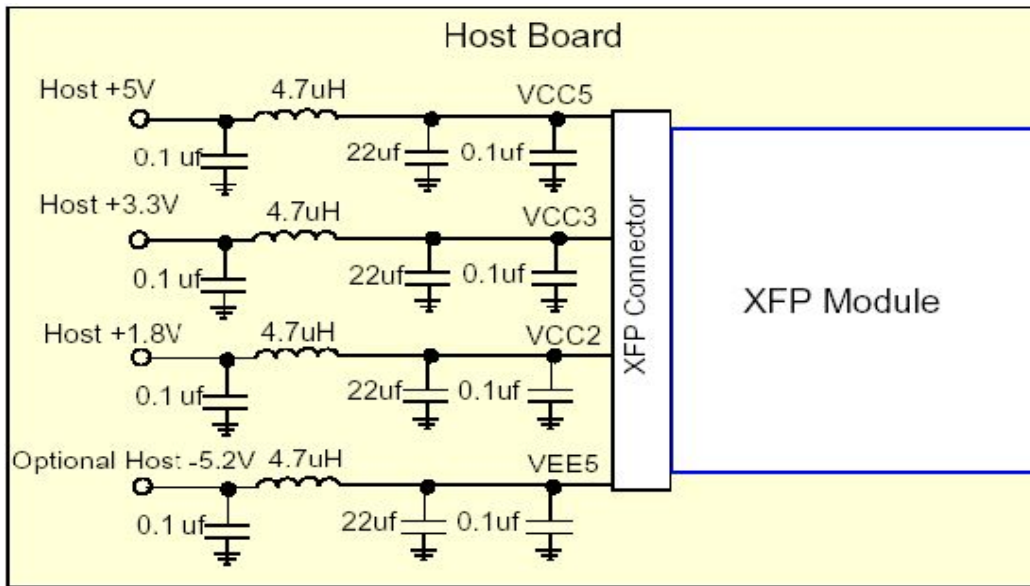 Host Board
Host +5V
4.7uH
VCC5
0.1 uf
22uf
0.1uf
Host +3.3V
4.7uH
VCC3
0.1 uf
22uf
0.1uf
Host +1.8V
4.7uH
VCC2
0.1 uf
22uf
0.1uf
Optional Host -5.2V
4.7uH
VEE5
0.1 uf
22uf
0.1uf
XFP Connector
XFP Module